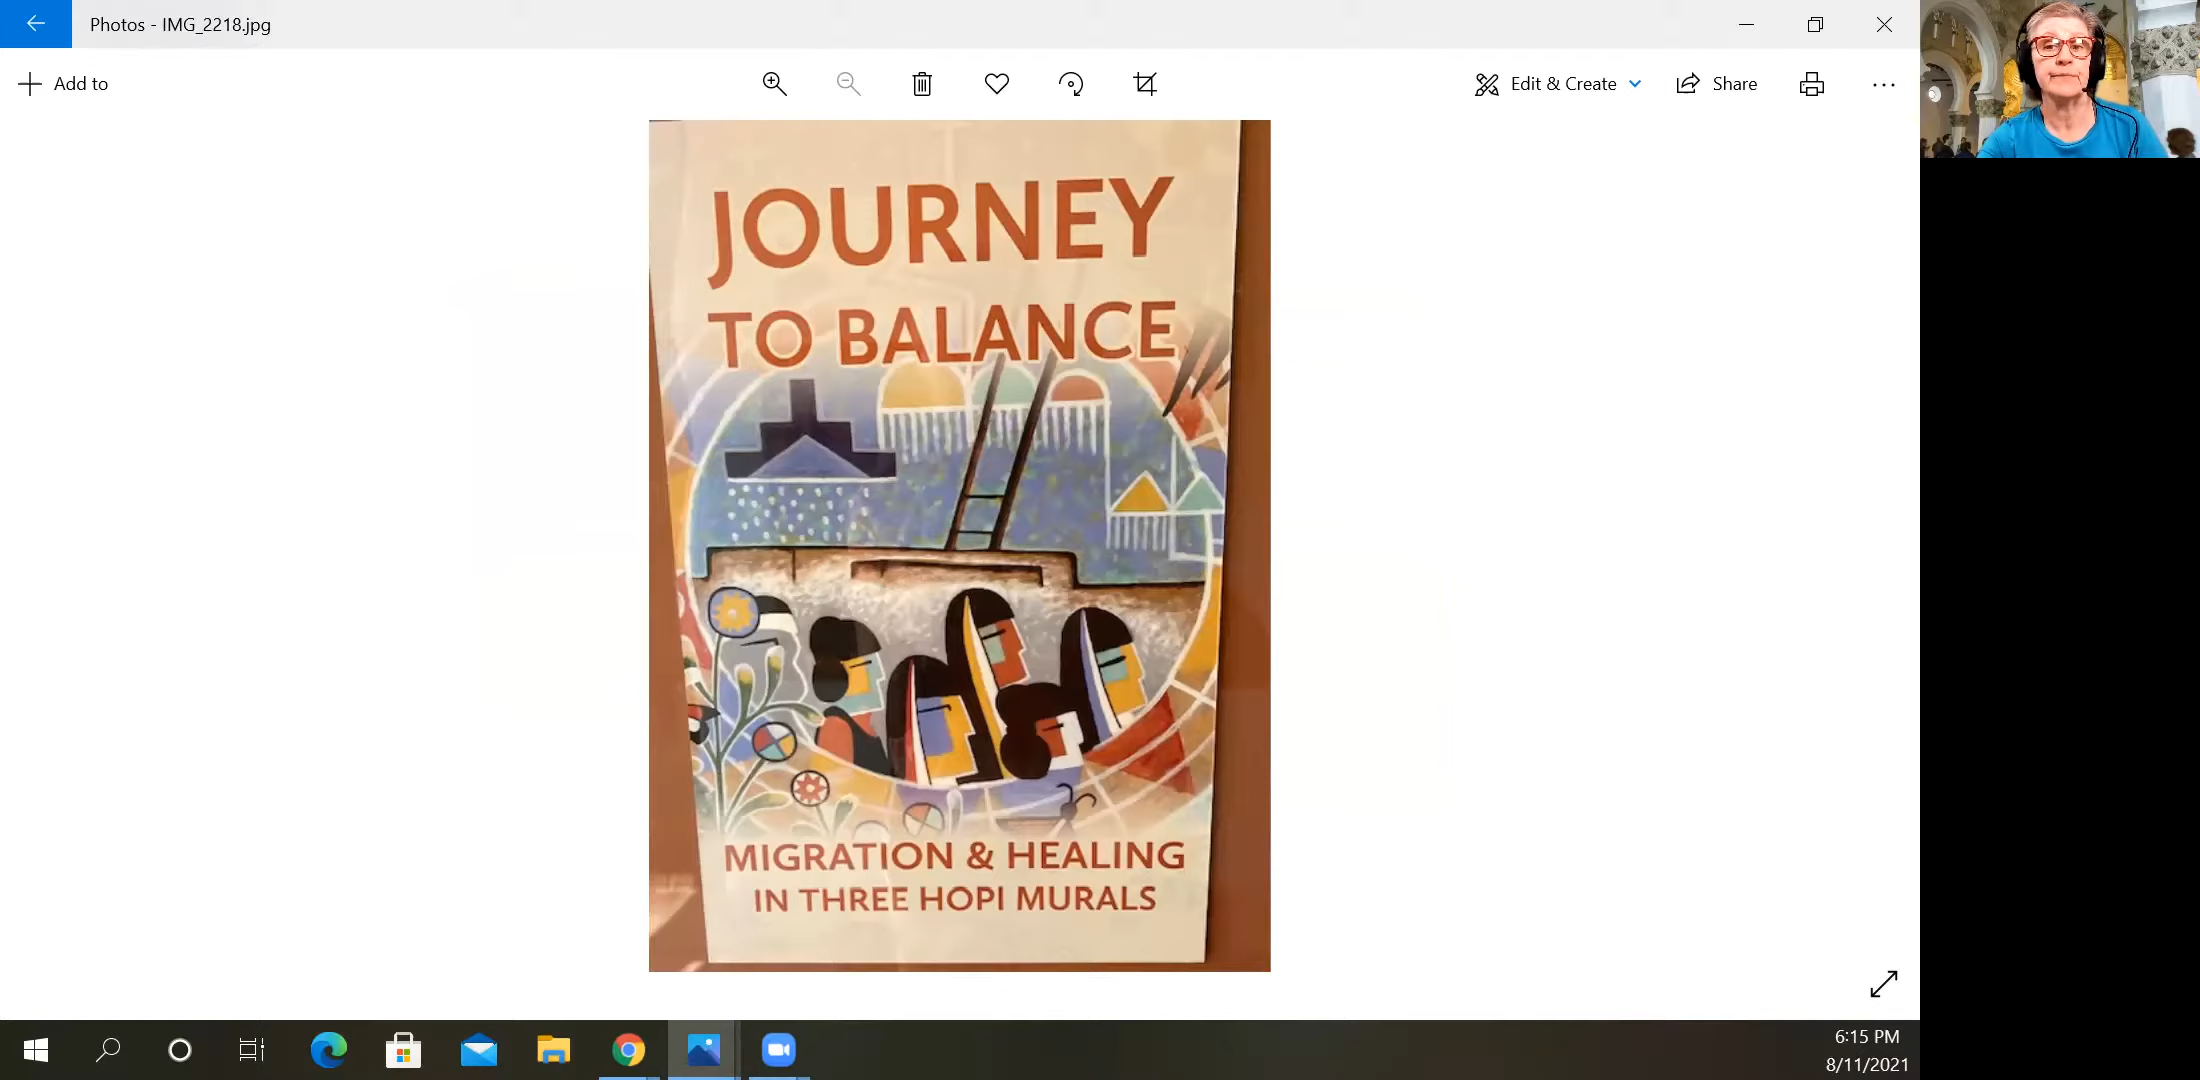 Photos - IMG_2218.jpg
Add to
Edit & Create
Share
JOURNEY
TO BALANCE
MIGRATION & HEALING
IN THREE HOPI MURALS
6:15 PM
8/11/2021